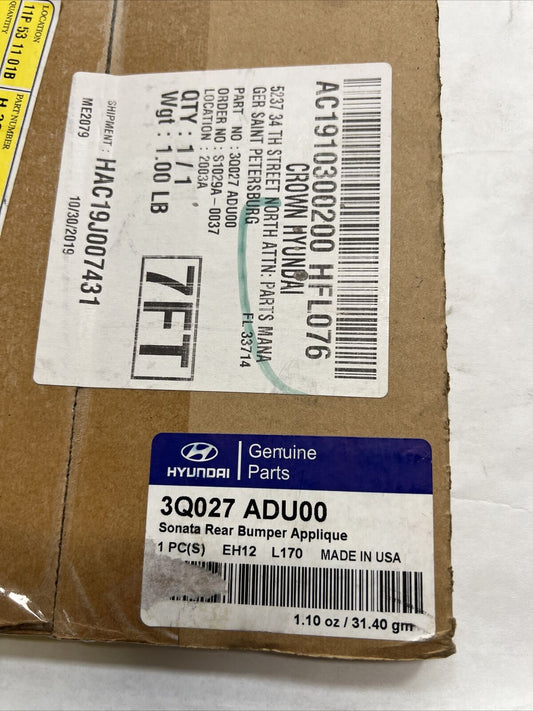 LOCATION
11P 53 11 01B
QUANTITY
PART NUMBER
AC1910300200 HFL076
CROWN HYUNDAI
5237 34 TH STREET NORTH ATTN: PARTS MANA
GER SAINT PETERSBURG FL 33714
PART NO : 3Q027 ADU00
ORDER NO : S1029A-0037
LOCATION : 2003A
QTY : 1 / 1
Wgt : 1.00 LB
7FT
SHIPMENT : HAC19J007431
ME2079 10/30/2019
HYUNDAI
Genuine
Parts
3Q027 ADU00
Sonata Rear Bumper Applique
1 PC(S) EH12 L170 MADE IN USA
1.10 oz / 31.40 gm